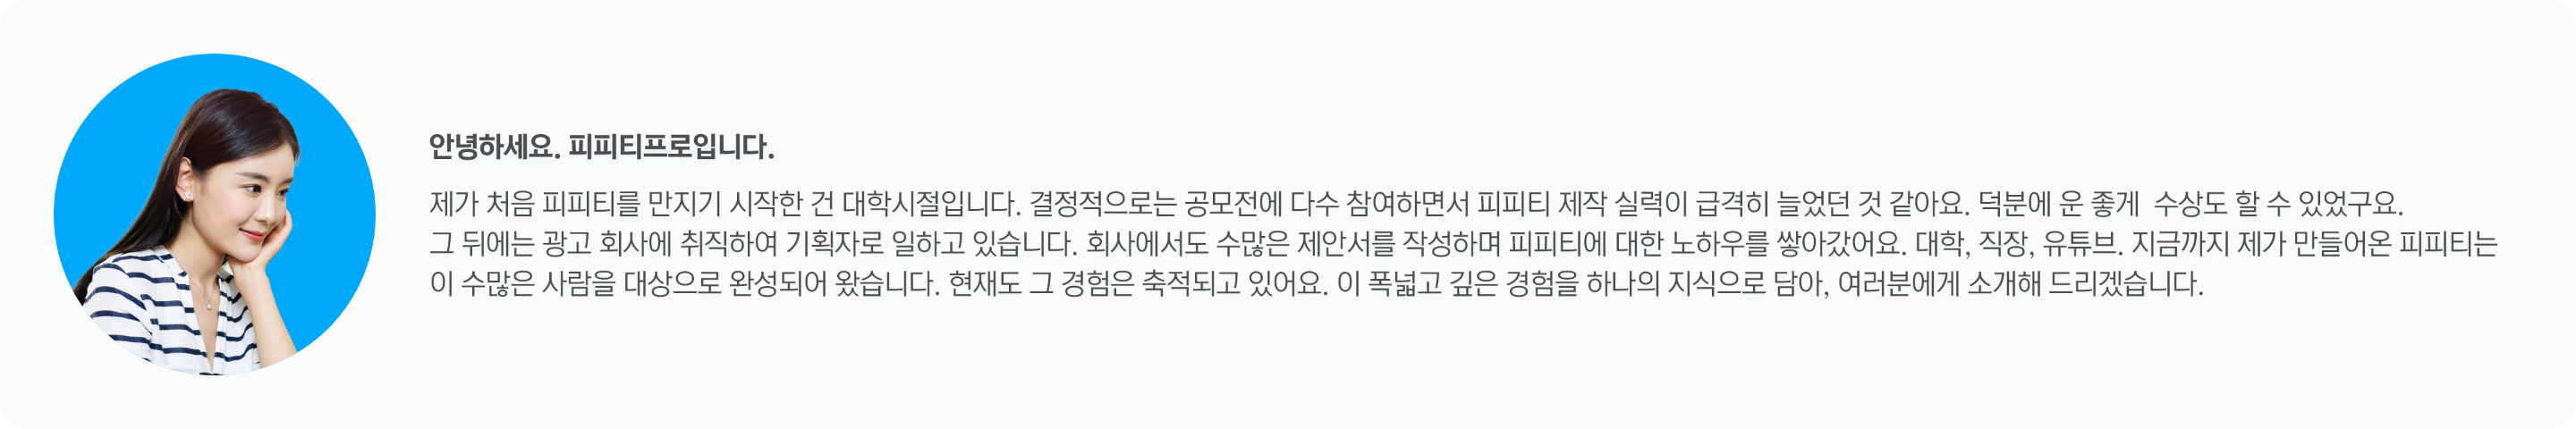 안녕하세요. 피피티프로입니다.
제가 처음 피피티를 만지기 시작한 건 대학시절입니다. 결정적으로는 공모전에 다수 참여하면서 피피티 제작 실력이 급격히 늘었던 것 같아요. 덕분에 운 좋게  수상도 할 수 있었구요.
그 뒤에는 광고 회사에 취직하여 기획자로 일하고 있습니다. 회사에서도 수많은 제안서를 작성하며 피피티에 대한 노하우를 쌓아갔어요. 대학, 직장, 유튜브. 지금까지 제가 만들어온 피피티는
이 수많은 사람을 대상으로 완성되어 왔습니다. 현재도 그 경험은 축적되고 있어요. 이 폭넓고 깊은 경험을 하나의 지식으로 담아, 여러분에게 소개해 드리겠습니다.